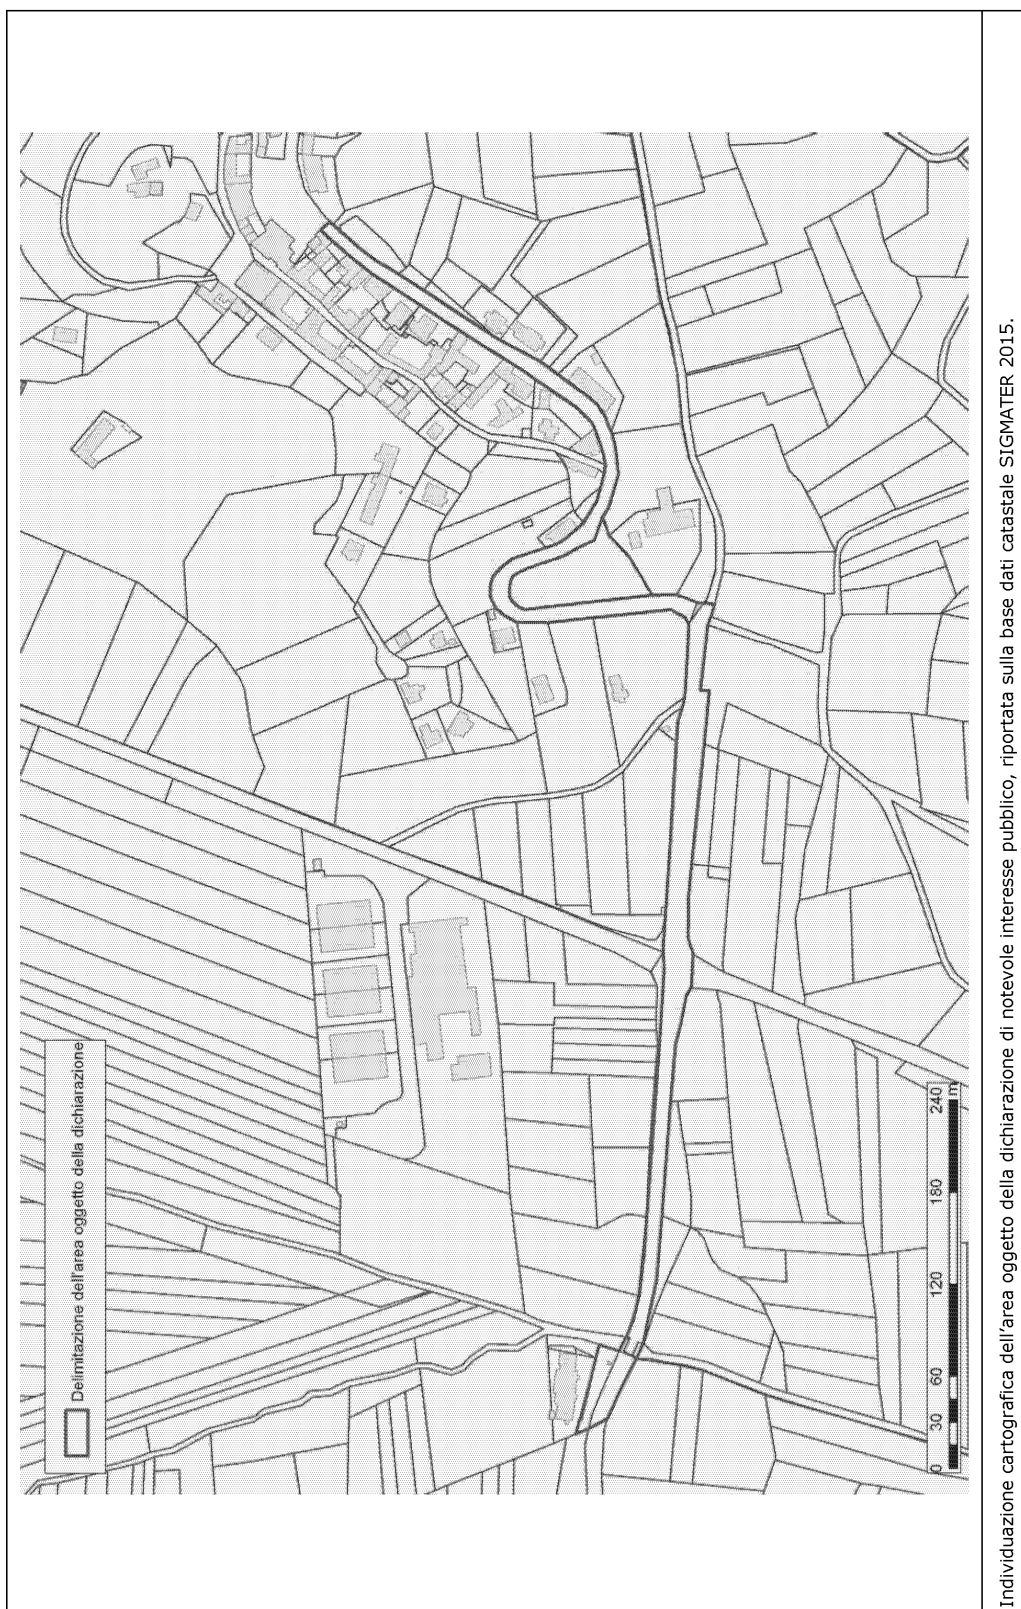 Delimitazione dell'area oggetto della dichiarazione
0 30 60 120 180 240
m
Individuazione cartografica dell'area oggetto della dichiarazione di notevole interesse pubblico, riportata sulla base dati catastale SIGMATER 2015.